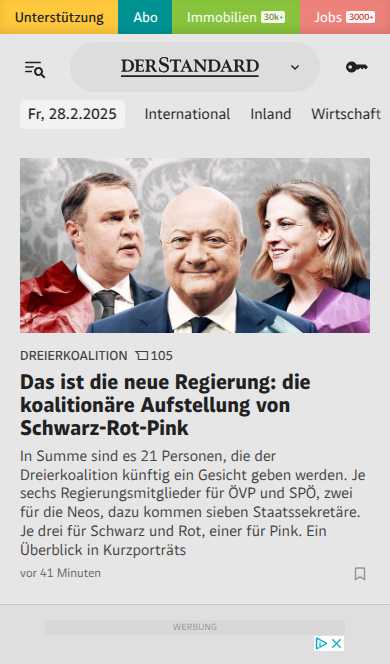 Unterstützung Abo Immobilien 30k+ Jobs 3000+
DERSTANDARD
Fr, 28.2.2025 International Inland Wirtschaft
DREIERKOALITION 105
Das ist die neue Regierung: die
koalitionäre Aufstellung von
Schwarz-Rot-Pink
In Summe sind es 21 Personen, die der
Dreierkoalition künftig ein Gesicht geben werden. Je
sechs Regierungsmitglieder für ÖVP und SPÖ, zwei
für die Neos, dazu kommen sieben Staatssekretäre.
Je drei für Schwarz und Rot, einer für Pink. Ein
Überblick in Kurzporträts
vor 41 Minuten
WERBUNG